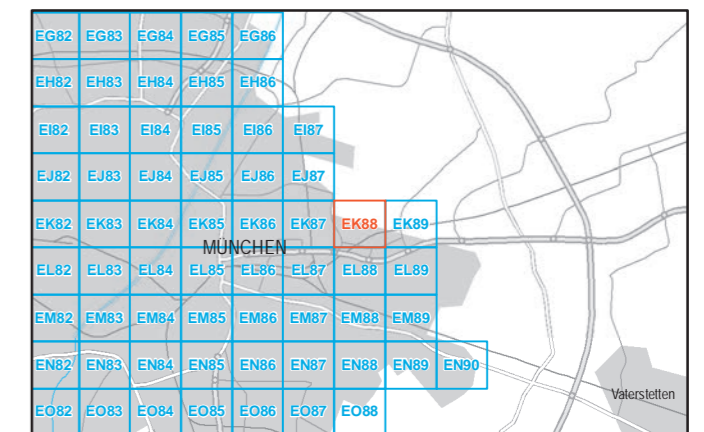 EG82 EG83 EG84 EG85 EG86
EH82 EH83 EH84 EH85 EH86
EI82 EI83 EI84 EI85 EI86 EI87
EJ82 EJ83 EJ84 EJ85 EJ86 EJ87
EK82 EK83 EK84 EK85 EK86 EK87 EK88 EK89
MÜNCHEN
EL82 EL83 EL84 EL85 EL86 EL87 EL88 EL89
EM82 EM83 EM84 EM85 EM86 EM87 EM88 EM89
EN82 EN83 EN84 EN85 EN86 EN87 EN88 EN89 EN90
Vaterstetten
EO82 EO83 EO84 EO85 EO86 EO87 EO88